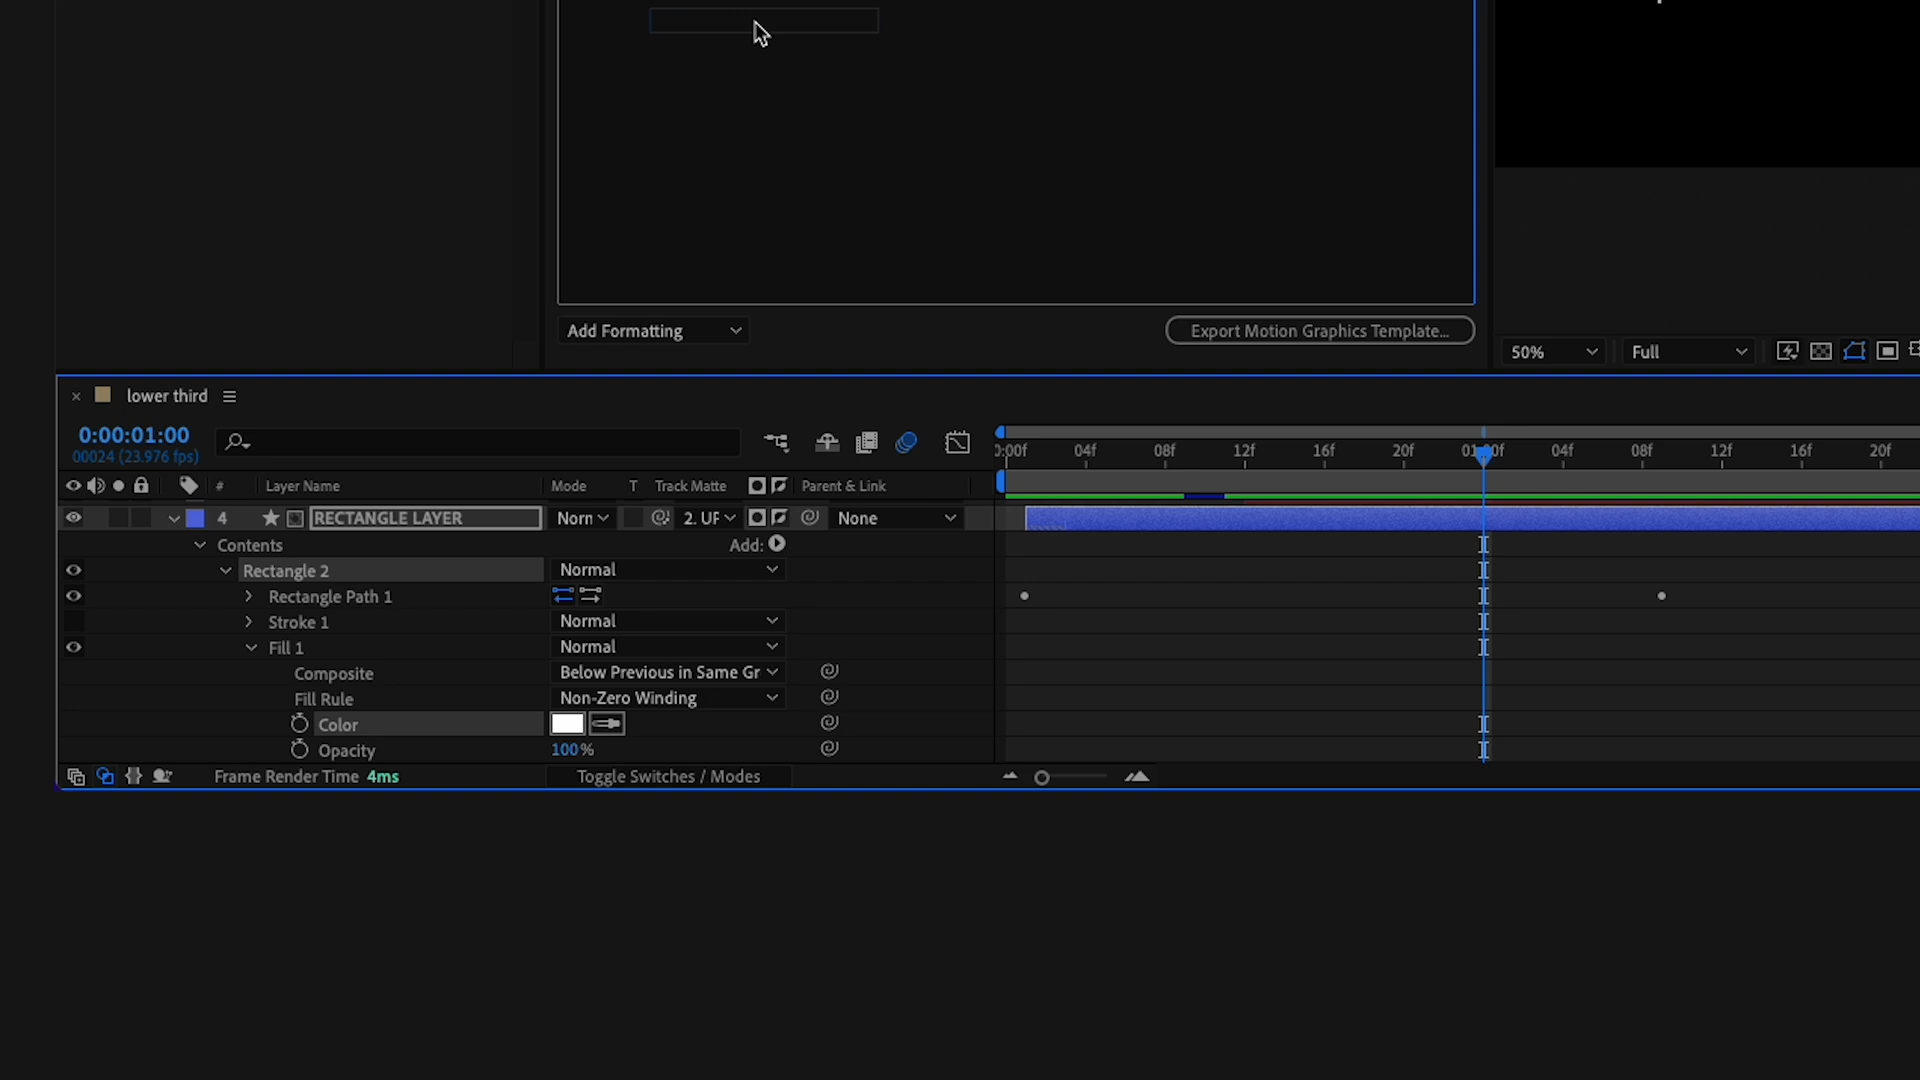 Add Formatting
Export Motion Graphics Template...
50%
Full
× lower third
0:00:01:00
00024 (23.976 fps)
:00f 04f 08f 12f 16f 20f 01:00f 04f 08f 12f 16f 20f
# Layer Name Mode T Track Matte Parent & Link
4 RECTANGLE LAYER Norn 2. UF None
Contents Add:
Rectangle 2 Normal
Rectangle Path 1
Stroke 1 Normal
Fill 1 Normal
Composite Below Previous in Same Gr
Fill Rule Non-Zero Winding
Color
Opacity 100%
Frame Render Time 4ms Toggle Switches / Modes